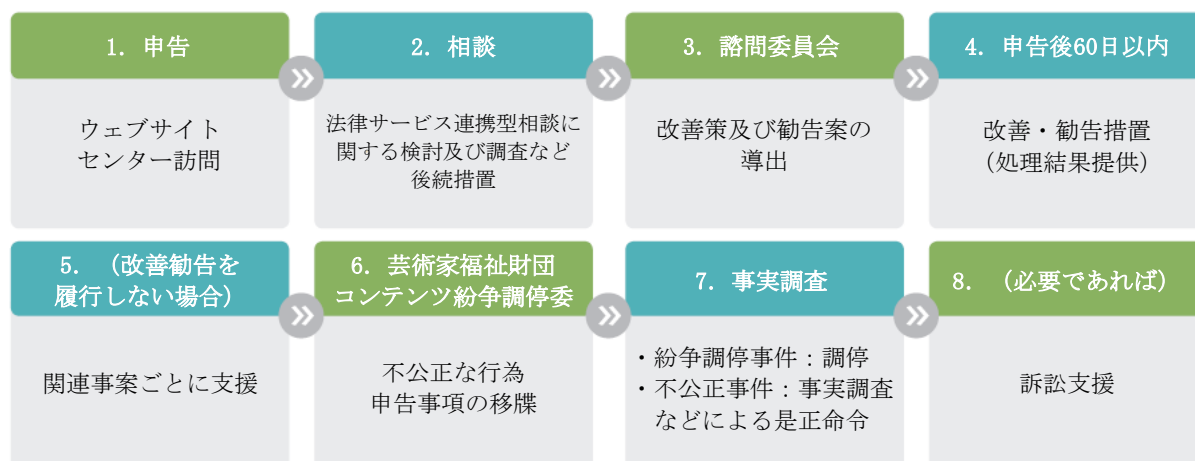 1. 申告
ウェブサイト
センター訪問
2. 相談
法律サービス連携型相談に
関する検討及び調査など
後続措置
3. 諮問委員会
改善策及び勧告案の
導出
4. 申告後60日以内
改善・勧告措置
(処理結果提供)
5. (改善勧告を
履行しない場合)
関連事案ごとに支援
6. 芸術家福祉財団
コンテンツ紛争調停委
不公正な行為
申告事項の移牒
7. 事実調査
・紛争調停事件：調停
・不公正事件：事実調査
などによる是正命令
8. (必要であれば)
訴訟支援